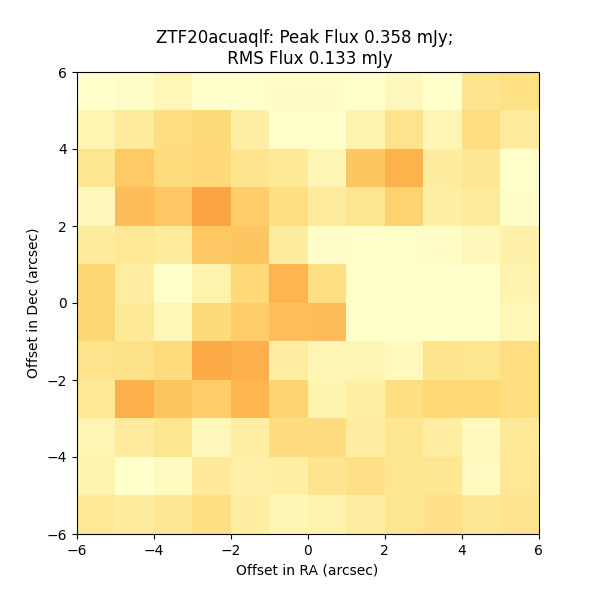 ZTF20acuaqlf: Peak Flux 0.358 mJy;
RMS Flux 0.133 mJy
6
4
2
0
−2
−4
−6
Offset in Dec (arcsec)
−6 −4 −2 0 2 4 6
Offset in RA (arcsec)